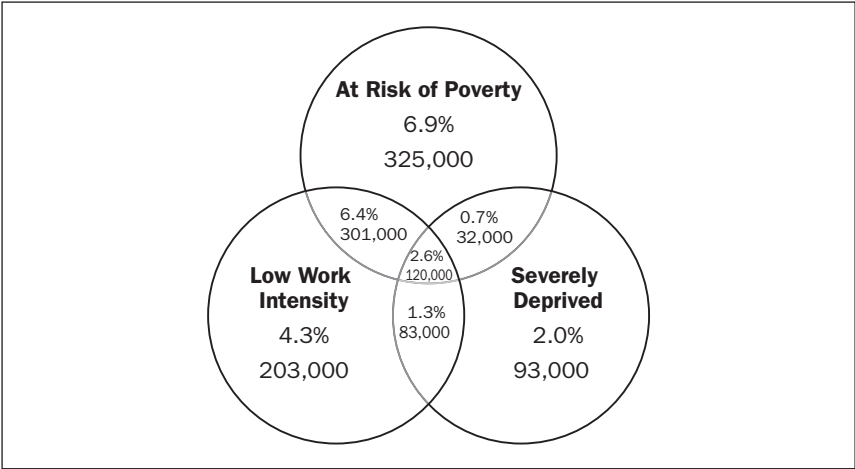 At Risk of Poverty
6.9%
325,000
6.4%
301,000
0.7%
32,000
2.6%
120,000
Low Work
Intensity
4.3%
203,000
1.3%
83,000
Severely
Deprived
2.0%
93,000